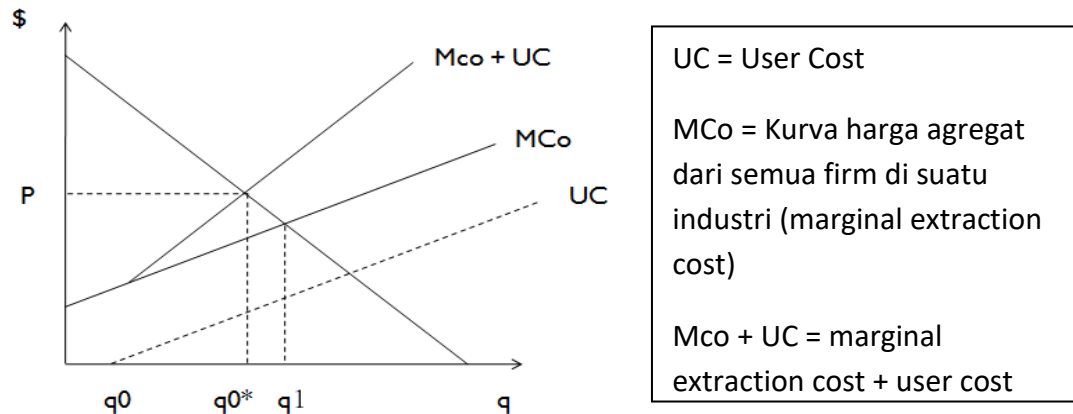 $
Mco + UC
MCo
P
UC
q0
q0*
q1
q
UC = User Cost
MCo = Kurva harga agregat
dari semua firm di suatu
industri (marginal extraction
cost)
Mco + UC = marginal
extraction cost + user cost